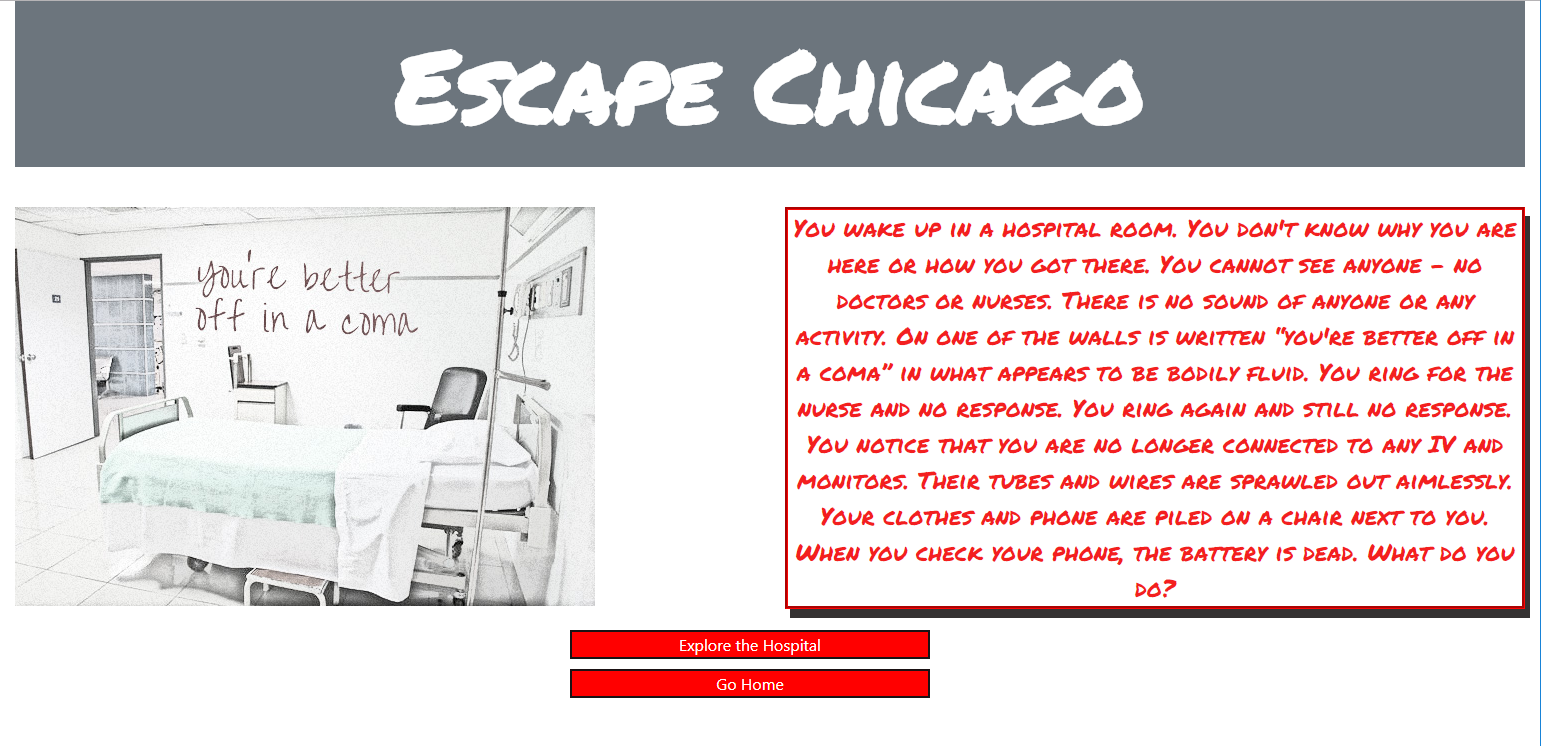 Escape Chicago
you're better
off in a coma
You wake up in a hospital room. You don't know why you are
here or how you got there. You cannot see anyone – no
doctors or nurses. There is no sound of anyone or any
activity. On one of the walls is written "you're better off in
a coma” in what appears to be bodily fluid. You ring for the
nurse and no response. You ring again and still no response.
You notice that you are no longer connected to any IV and
monitors. Their tubes and wires are sprawled out aimlessly.
Your clothes and phone are piled on a chair next to you.
When you check your phone, the battery is dead. What do you
do?
Explore the Hospital
Go Home